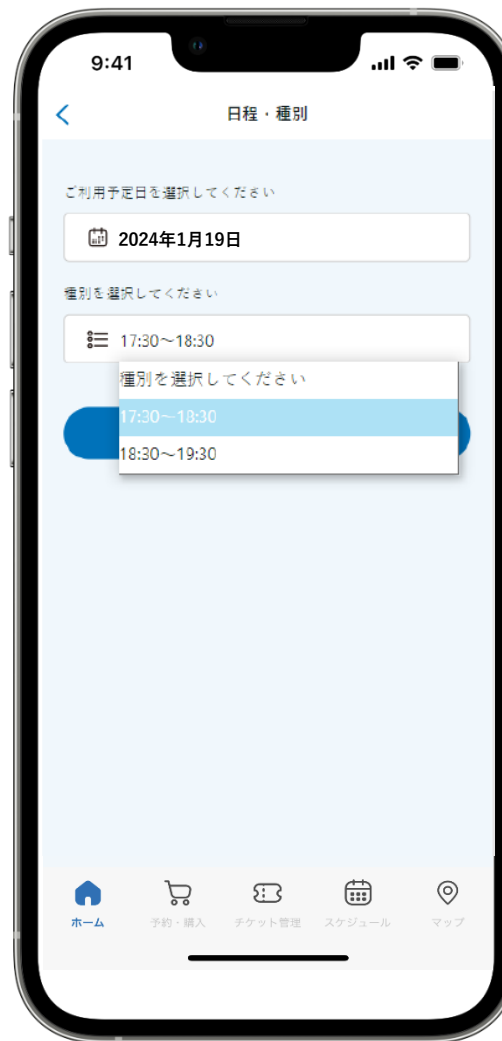 9:41
日程・種別
ご利用予定日を選択してください
2024年1月19日
種別を選択してください
17:30～18:30
種別を選択してください
17:30～18:30
18:30～19:30
ホーム
予約・購入
チケット管理
スケジュール
マップ